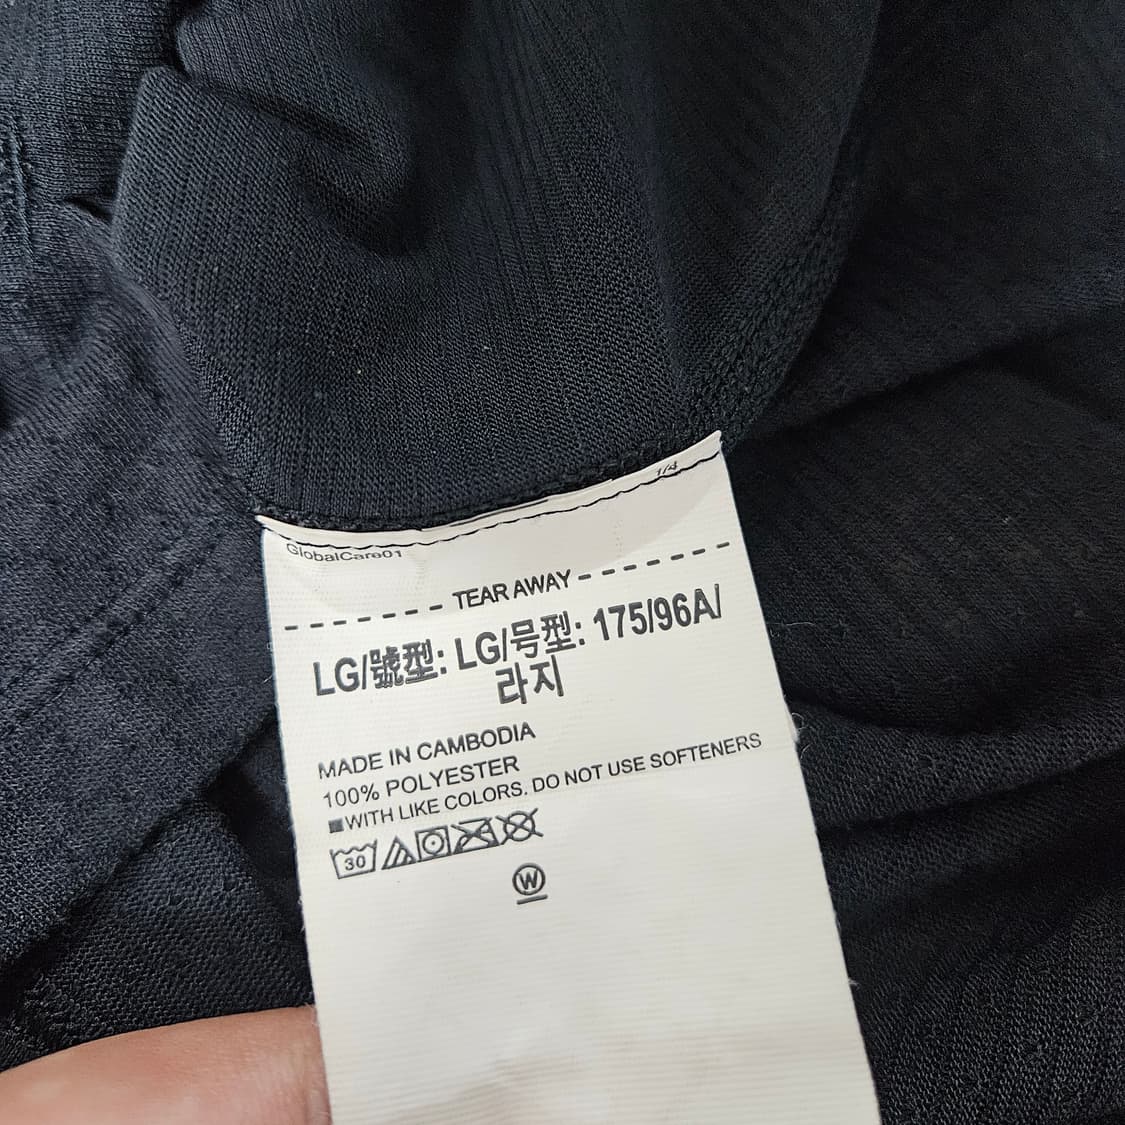 1/4
GlobalCare01
TEAR AWAY
LG/號型: LG/号型: 175/96A/
라지
MADE IN CAMBODIA
100% POLYESTER
WITH LIKE COLORS. DO NOT USE SOFTENERS
30
W